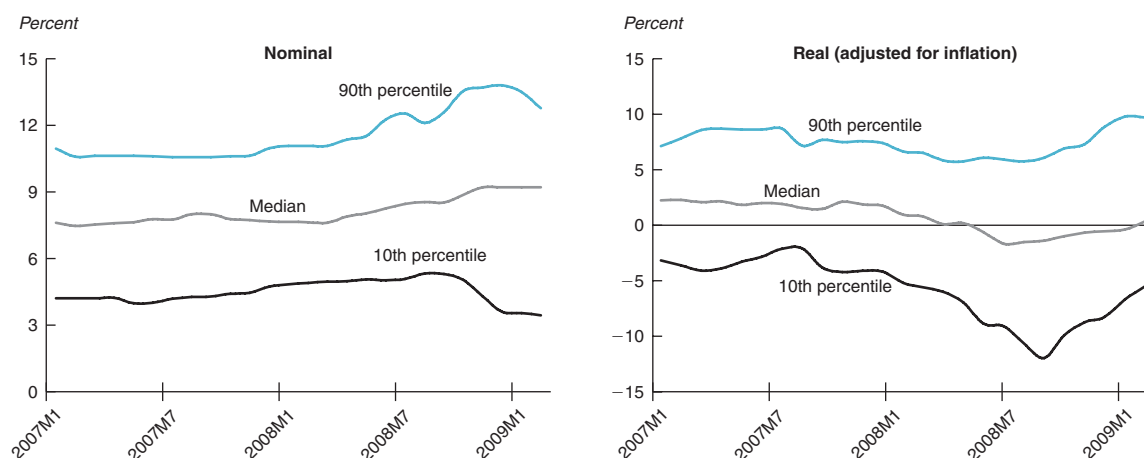 Percent
Nominal
15
90th percentile
12
9
Median
10th percentile
6
3
0
2007M1
2007M7
2008M1
2008M7
2009M1
Percent
Real (adjusted for inflation)
15
10
90th percentile
5
Median
0
−5
10th percentile
−10
−15
2007M1
2007M7
2008M1
2008M7
2009M1